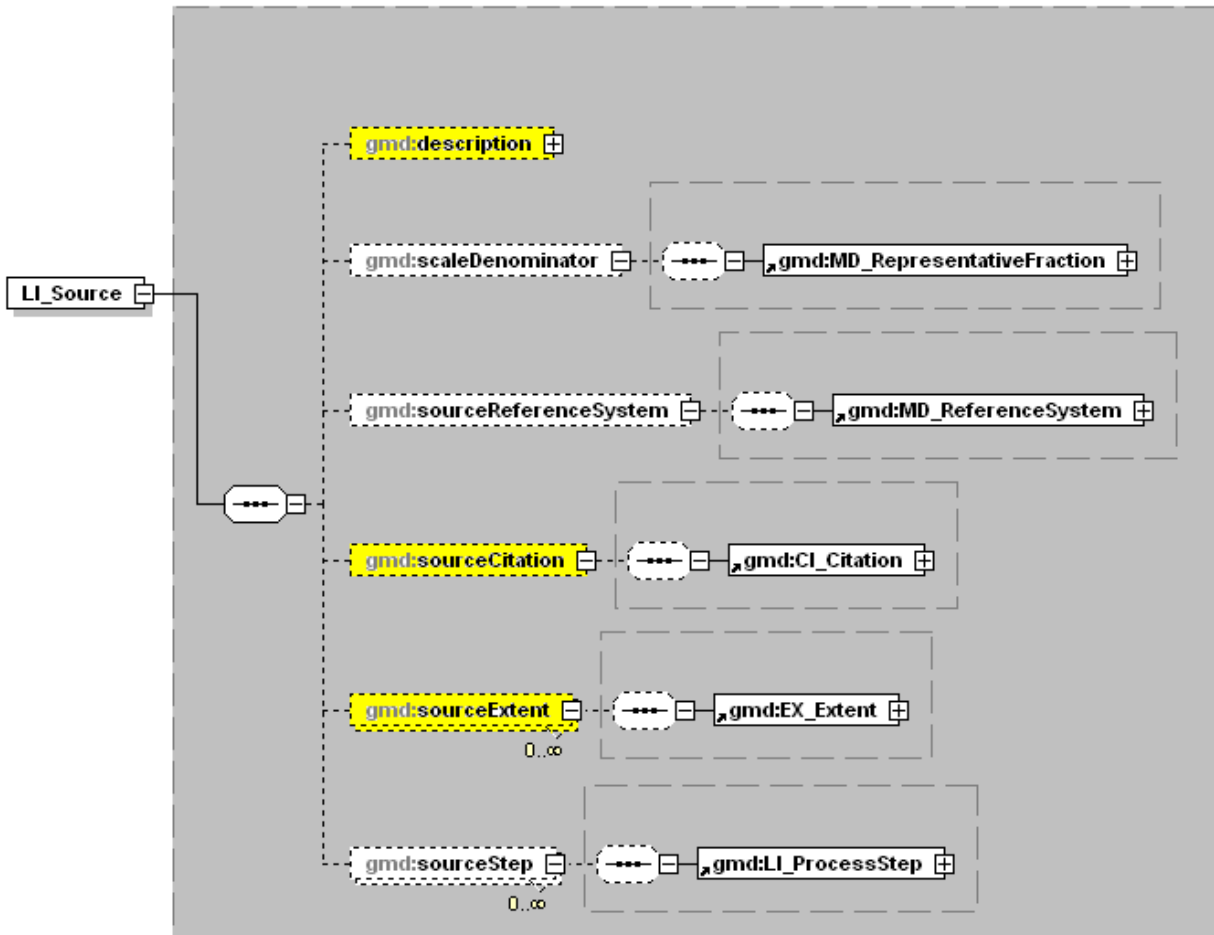 gmd:description
gmd:scaleDenominator
gmd:MD_RepresentativeFraction
LI_Source
gmd:sourceReferenceSystem
gmd:MD_ReferenceSystem
gmd:sourceCitation
gmd:CI_Citation
gmd:sourceExtent
gmd:EX_Extent
0..∞
gmd:sourceStep
gmd:LI_ProcessStep
0..∞